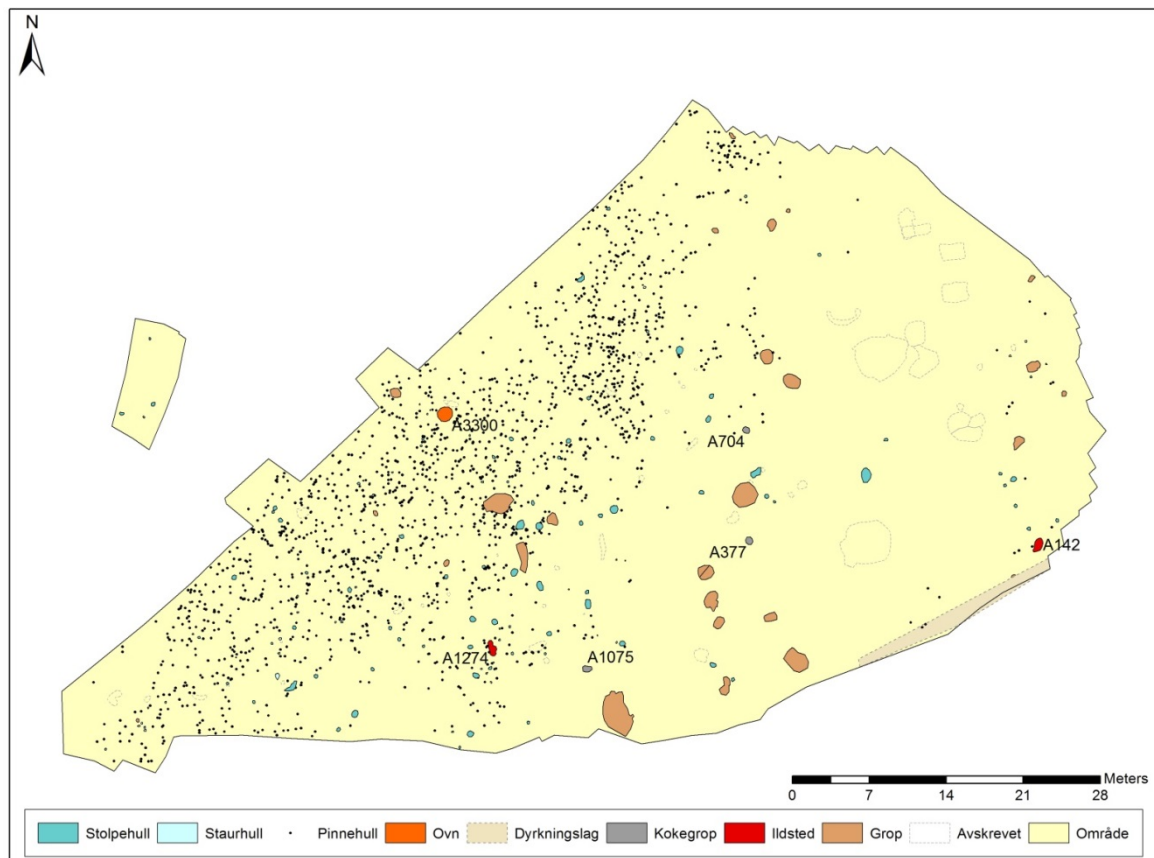 N
A3300
A704
A377
A142
A1274
A1075
Meters
0 7 14 21 28
Stolpehull Staurhull Pinnehull Ovn Dyrkningslag Kokegrop Ildsted Grop Avskrevet Område